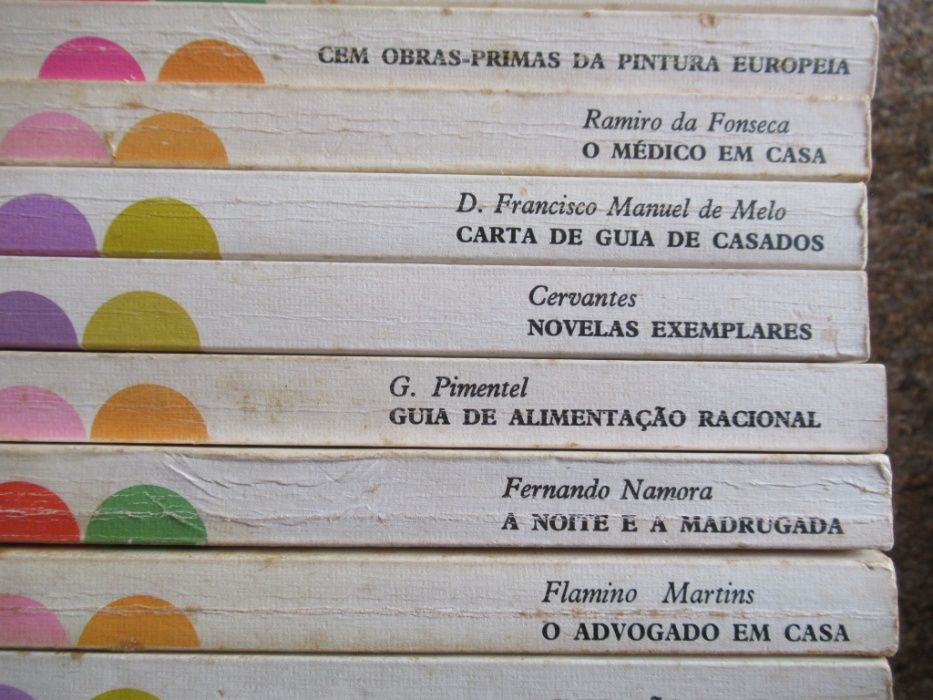 CEM OBRAS-PRIMAS DA PINTURA EUROPEIA
Ramiro da Fonseca
O MÉDICO EM CASA
D. Francisco Manuel de Melo
CARTA DE GUIA DE CASADOS
Cervantes
NOVELAS EXEMPLARES
G. Pimentel
GUIA DE ALIMENTAÇÃO RACIONAL
Fernando Namora
A NOITE E A MADRUGADA
Flamino Martins
O ADVOGADO EM CASA